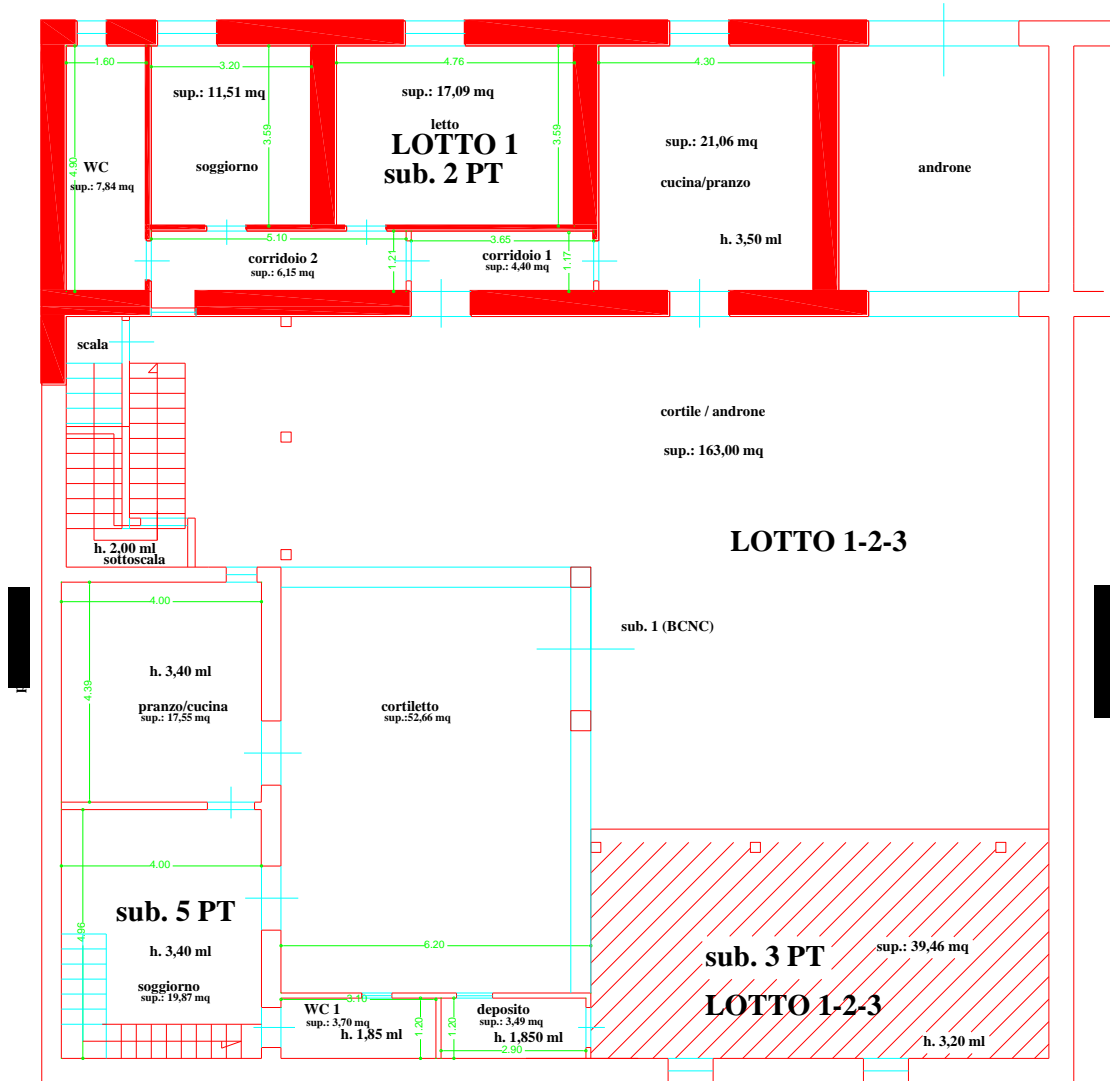 1.60
3.20
4.76
4.30
sup.: 11,51 mq
sup.: 17,09 mq
letto
LOTTO 1
sub. 2 PT
3.59
3.59
sup.: 21,06 mq
WC
sup.: 7,84 mq
4.90
soggiorno
cucina/pranzo
androne
5.10
3.65
h. 3,50 ml
corridoio 2
sup.: 6,15 mq
1.21
corridoio 1
sup.: 4,40 mq
1.17
scala
cortile / androne
sup.: 163,00 mq
LOTTO 1-2-3
h. 2,00 ml
sottoscala
4.00
sub. 1 (BCNC)
h. 3,40 ml
4.39
pranzo/cucina
sup.: 17,55 mq
cortiletto
sup.:52,66 mq
4.00
sub. 5 PT
4.96
h. 3,40 ml
6.20
sub. 3 PT
sup.: 39,46 mq
soggiorno
sup.: 19,87 mq
LOTTO 1-2-3
3.10
WC 1
sup.: 3,70 mq
h. 1,85 ml
1.20
1.20
deposito
sup.: 3,49 mq
h. 1,850 ml
2.90
h. 3,20 ml